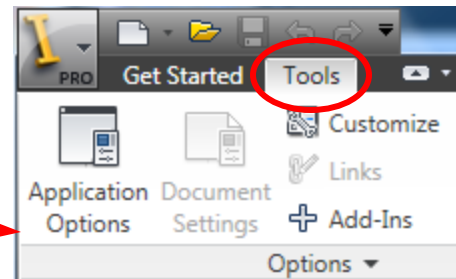 PRO
Get Started Tools
Customize
Links
Application Options
Document Settings
Add-Ins
Options